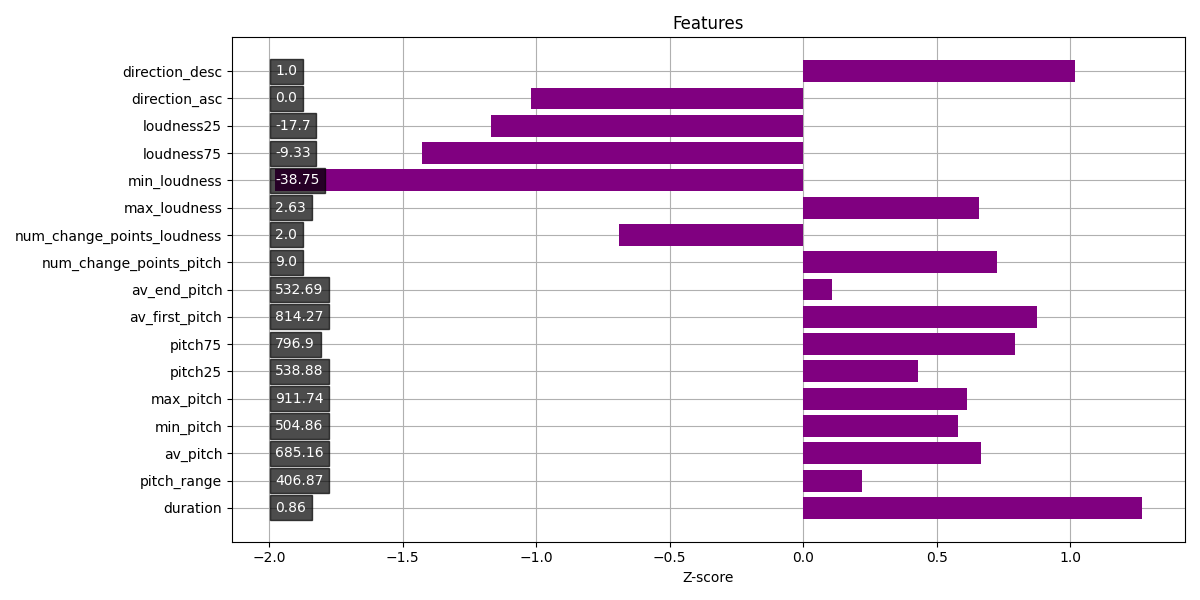 Features
direction_desc 1.0
direction_asc 0.0
loudness25 -17.7
loudness75 -9.33
min_loudness -38.75
max_loudness 2.63
num_change_points_loudness 2.0
num_change_points_pitch 9.0
av_end_pitch 532.69
av_first_pitch 814.27
pitch75 796.9
pitch25 538.88
max_pitch 911.74
min_pitch 504.86
av_pitch 685.16
pitch_range 406.87
duration 0.86
−2.0 −1.5 −1.0 −0.5 0.0 0.5 1.0
Z-score